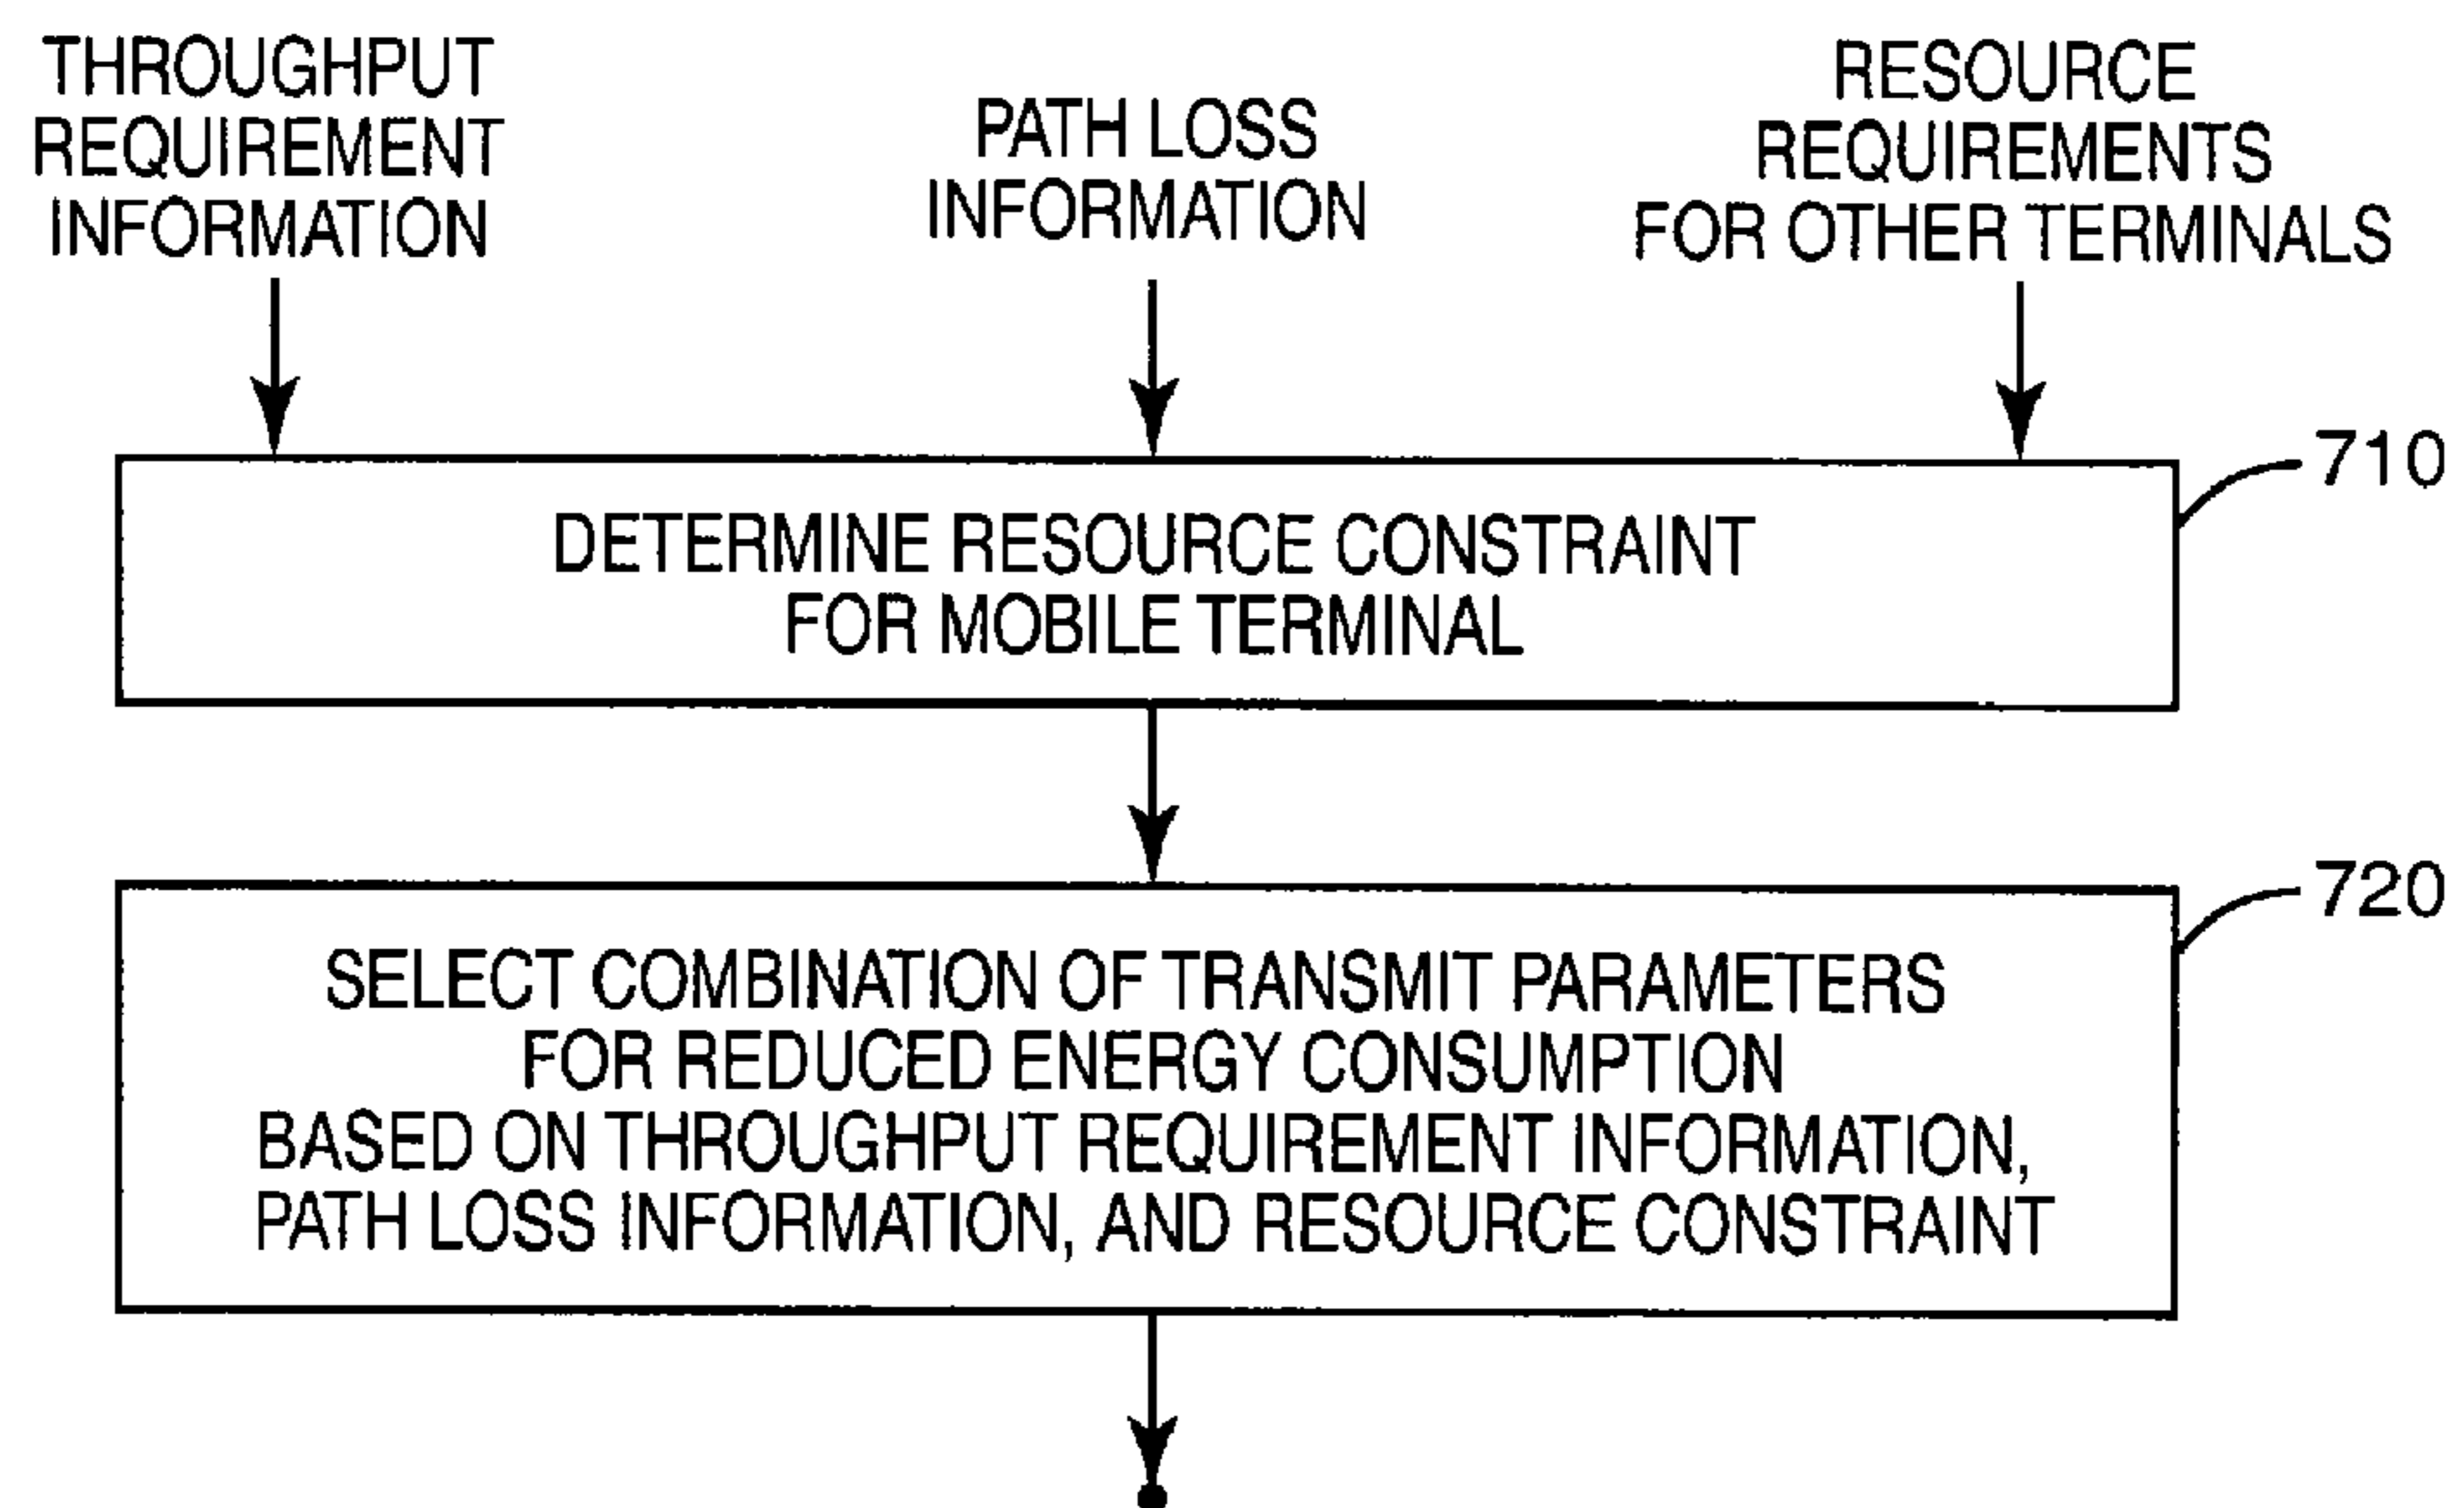 THROUGHPUT
REQUIREMENT
INFORMATION
PATH LOSS
INFORMATION
RESOURCE
REQUIREMENTS
FOR OTHER TERMINALS
710
DETERMINE RESOURCE CONSTRAINT
FOR MOBILE TERMINAL
720
SELECT COMBINATION OF TRANSMIT PARAMETERS
FOR REDUCED ENERGY CONSUMPTION
BASED ON THROUGHPUT REQUIREMENT INFORMATION,
PATH LOSS INFORMATION, AND RESOURCE CONSTRAINT